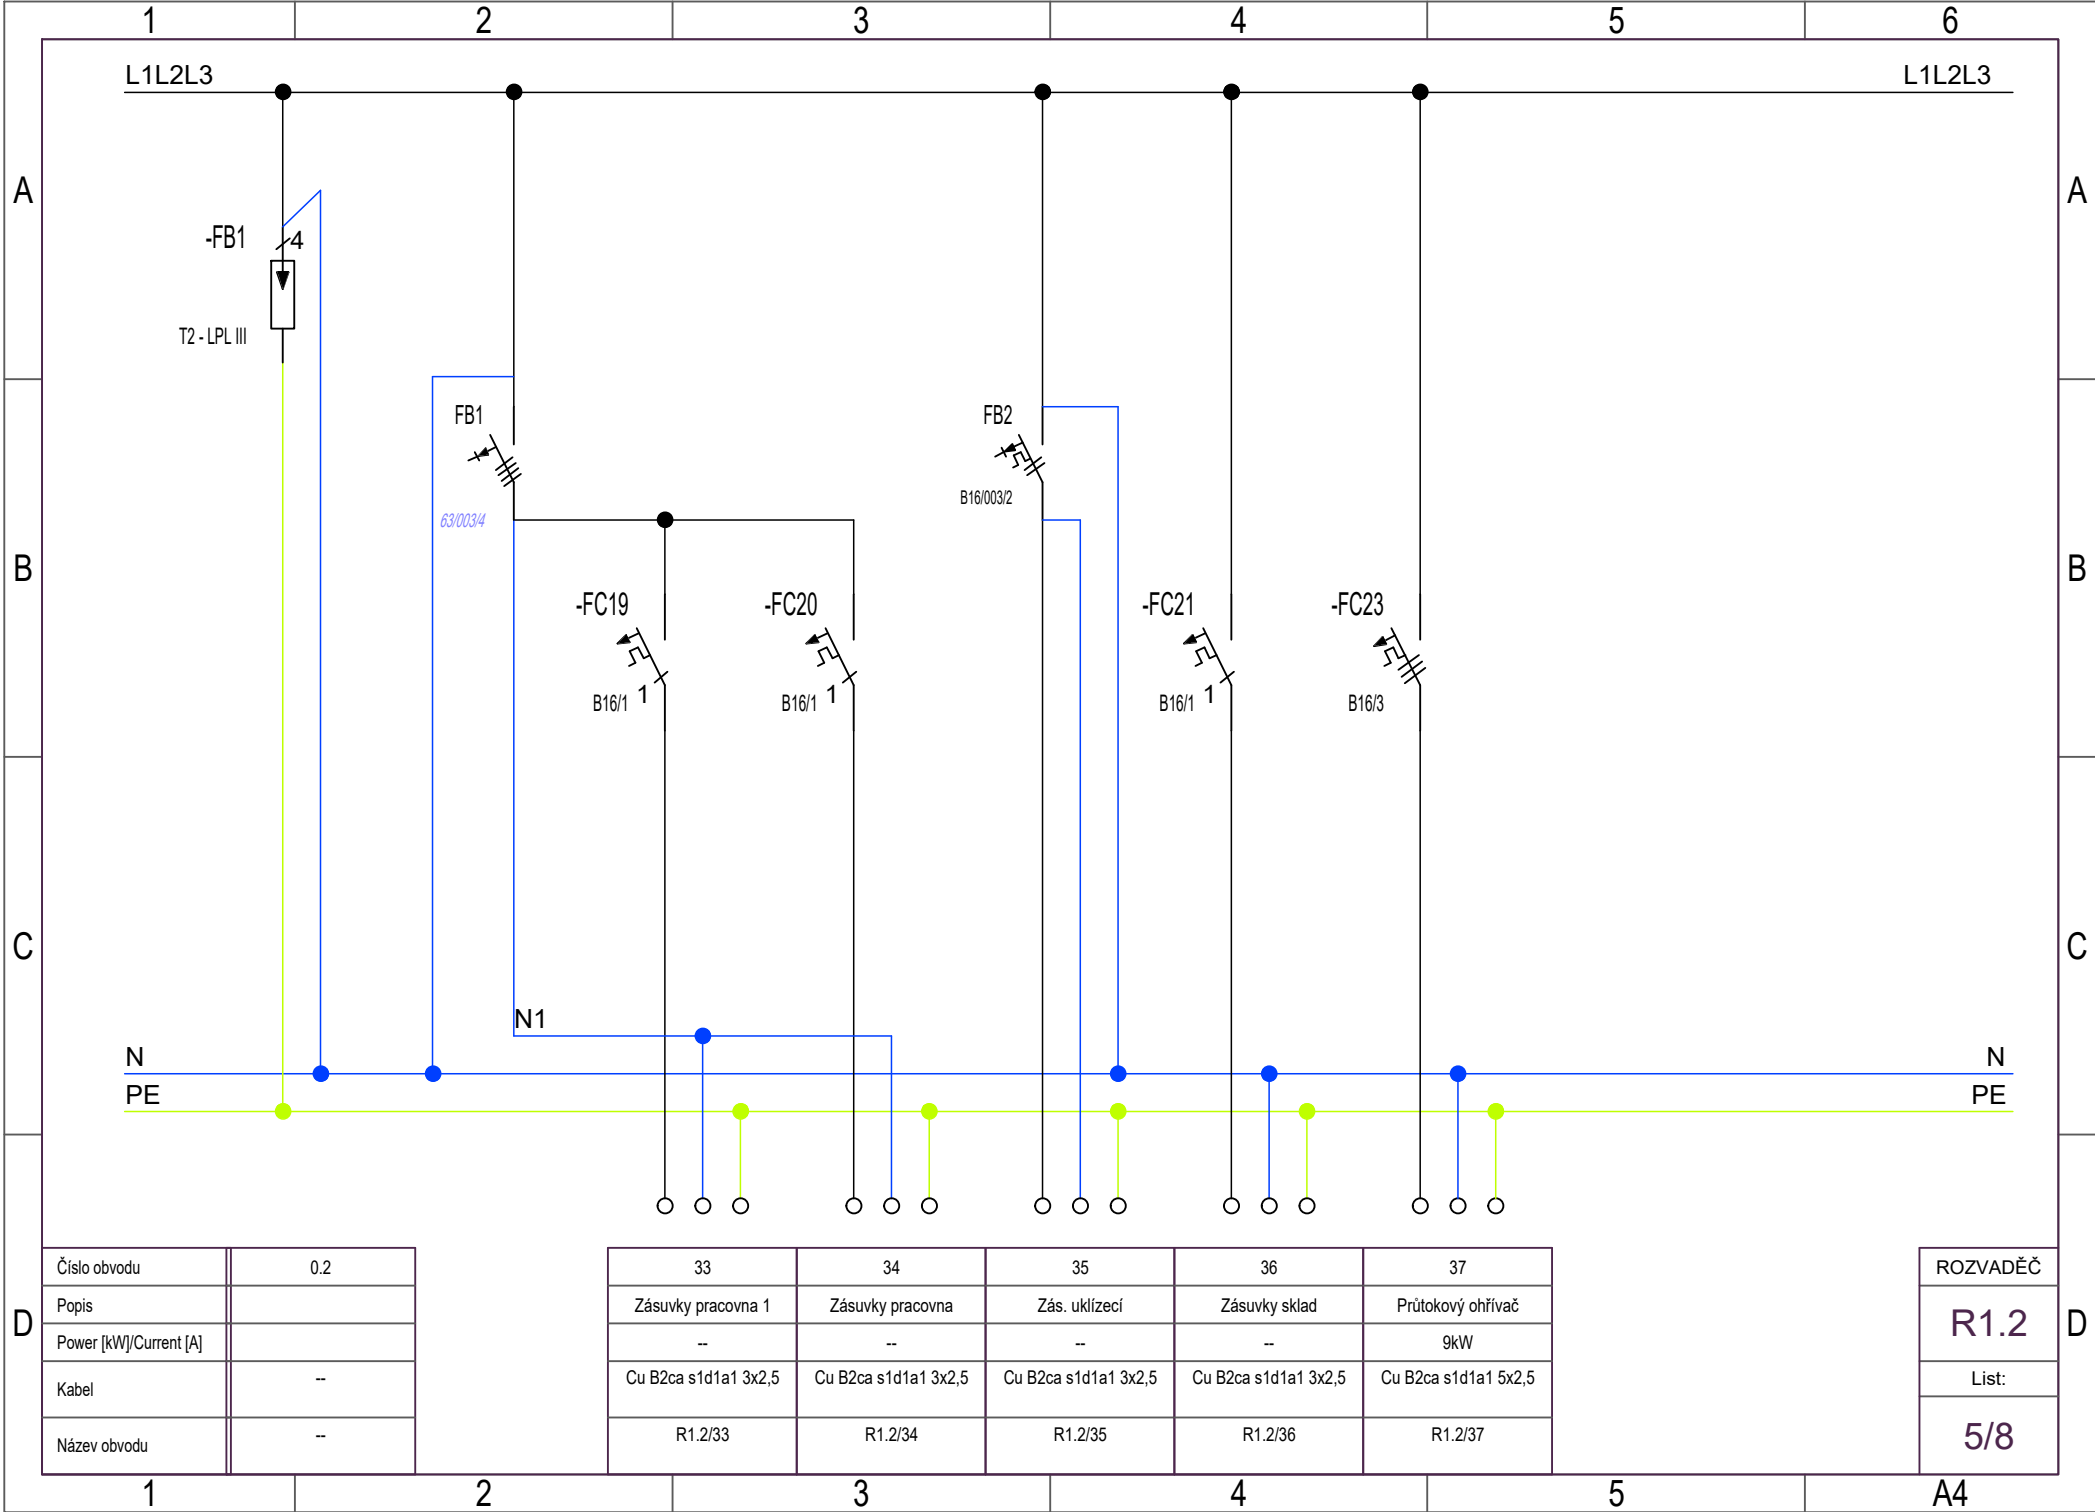 1 2 3 4 5 6
L1L2L3 L1L2L3
A A
-FB1 4
T2 - LPL III
FB1 FB2
B16/003/2
63/003/4
B B
-FC19 -FC20 -FC21 -FC23
B16/1 1 B16/1 1 B16/1 1 B16/3
C C
N1
N N
PE PE
Číslo obvodu 0.2 33 34 35 36 37 ROZVADĚČ
Popis Zásuvky pracovna 1 Zásuvky pracovna Zás. uklízecí Zásuvky sklad Průtokový ohřívač
D R1.2 D
Power [kW]/Current [A] -- -- -- -- 9kW
Kabel -- Cu B2ca s1d1a1 3x2,5 Cu B2ca s1d1a1 3x2,5 Cu B2ca s1d1a1 3x2,5 Cu B2ca s1d1a1 3x2,5 Cu B2ca s1d1a1 5x2,5 List:
Název obvodu -- R1.2/33 R1.2/34 R1.2/35 R1.2/36 R1.2/37 5/8
1 2 3 4 5 A4